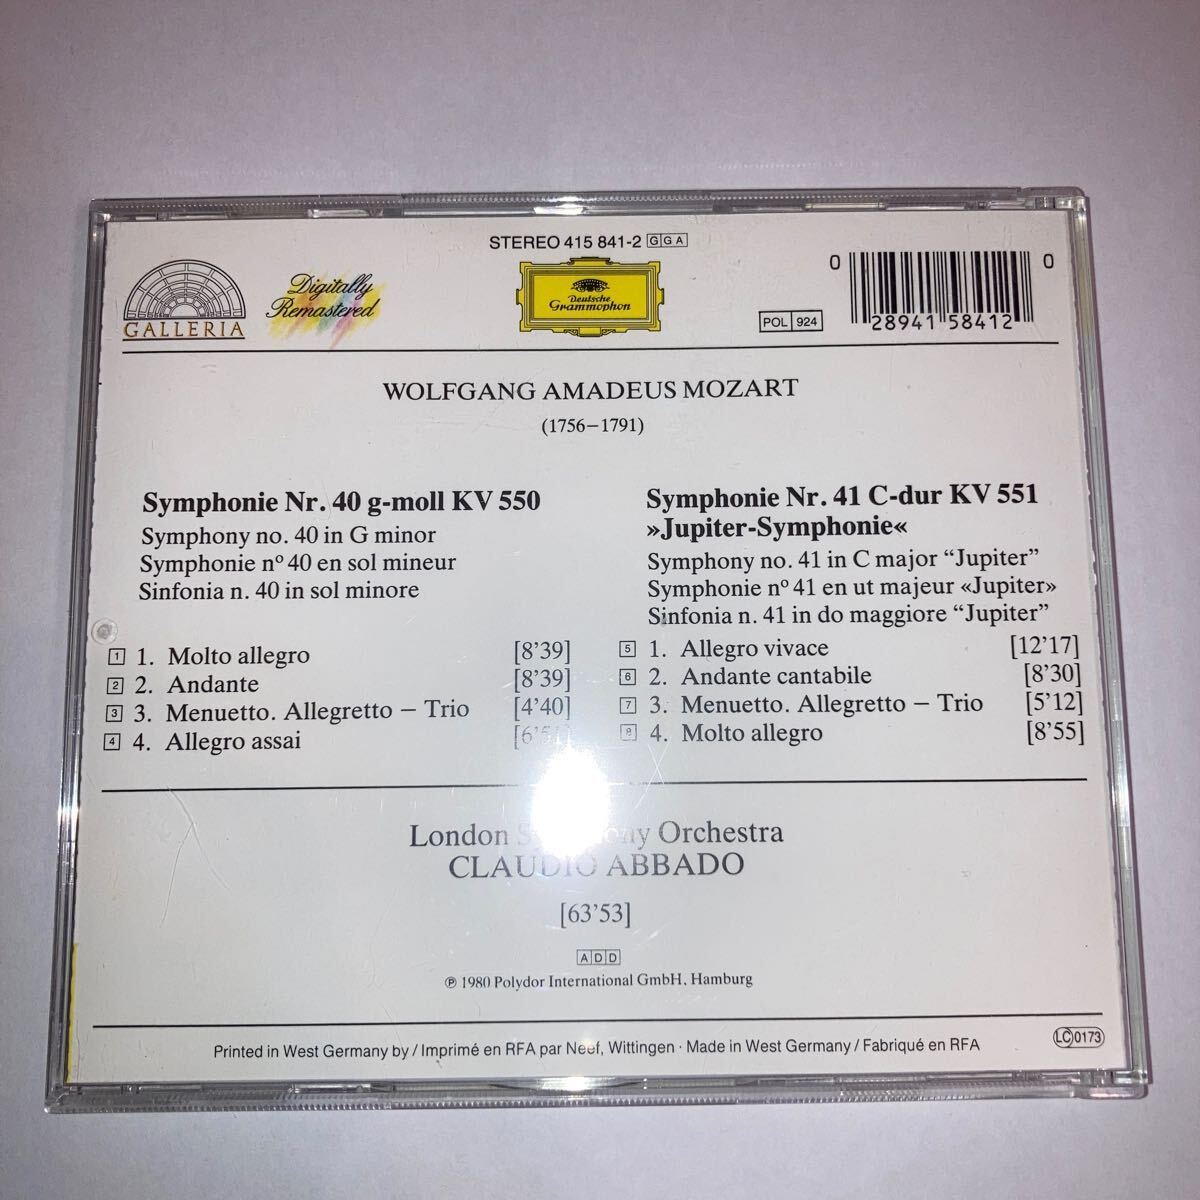 STEREO 415 841-2 GGA
GALLERIA
Digitally
Remastered
Deutsche
Grammophon
POL 924
0 28941 58412 0
WOLFGANG AMADEUS MOZART
(1756–1791)
Symphonie Nr. 40 g-moll KV 550
Symphony no. 40 in G minor
Symphonie nº 40 en sol mineur
Sinfonia n. 40 in sol minore
1 1. Molto allegro [8’39]
2 2. Andante [8’39]
3 3. Menuetto. Allegretto – Trio [4’40]
4 4. Allegro assai [6’51]
Symphonie Nr. 41 C-dur KV 551
»Jupiter-Symphonie«
Symphony no. 41 in C major “Jupiter”
Symphonie nº 41 en ut majeur «Jupiter»
Sinfonia n. 41 in do maggiore “Jupiter”
5 1. Allegro vivace [12’17]
6 2. Andante cantabile [8’30]
7 3. Menuetto. Allegretto – Trio [5’12]
8 4. Molto allegro [8’55]
London Symphony Orchestra
CLAUDIO ABBADO
[63’53]
ADD
℗ 1980 Polydor International GmbH, Hamburg
Printed in West Germany by / Imprimé en RFA par Neef, Wittingen · Made in West Germany / Fabriqué en RFA
LC 0173